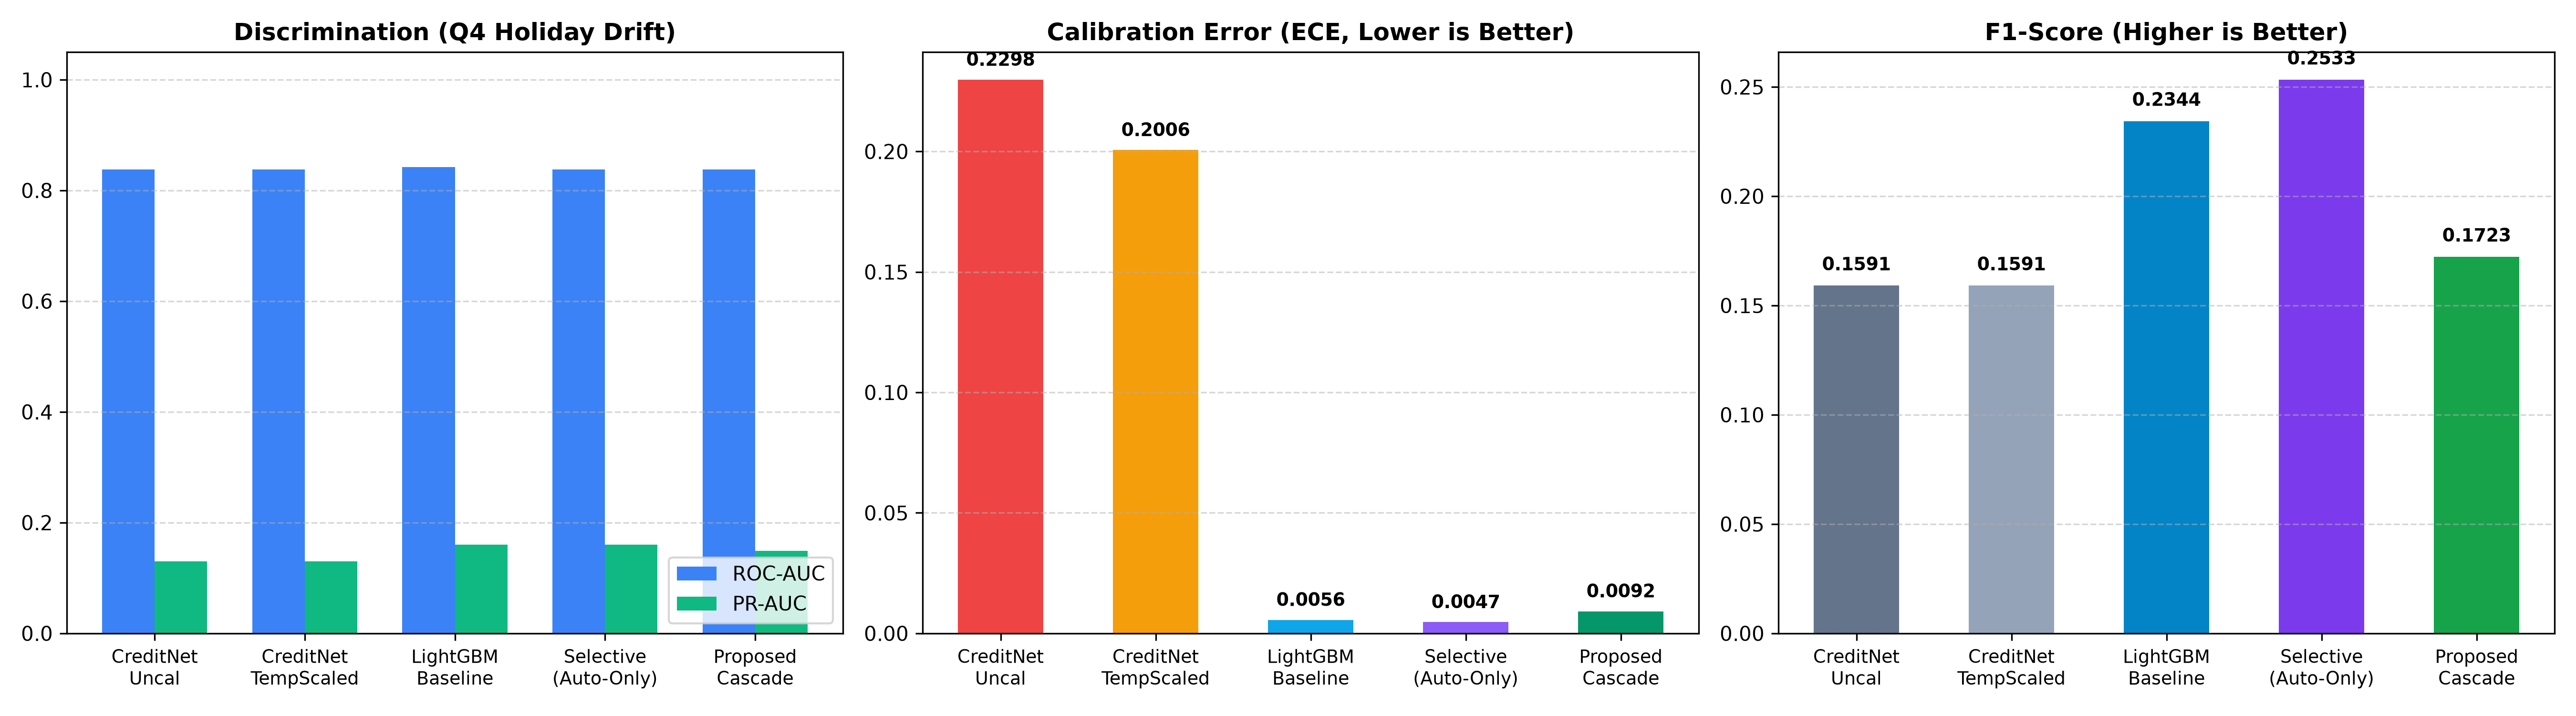 Discrimination (Q4 Holiday Drift)
1.0
0.8
0.6
0.4
0.2
0.0
ROC-AUC
PR-AUC
CreditNet
Uncal
CreditNet
TempScaled
LightGBM
Baseline
Selective
(Auto-Only)
Proposed
Cascade
Calibration Error (ECE, Lower is Better)
0.20
0.15
0.10
0.05
0.00
0.2298
0.2006
0.0056
0.0047
0.0092
CreditNet
Uncal
CreditNet
TempScaled
LightGBM
Baseline
Selective
(Auto-Only)
Proposed
Cascade
F1-Score (Higher is Better)
0.25
0.20
0.15
0.10
0.05
0.00
0.1591
0.1591
0.2344
0.2533
0.1723
CreditNet
Uncal
CreditNet
TempScaled
LightGBM
Baseline
Selective
(Auto-Only)
Proposed
Cascade